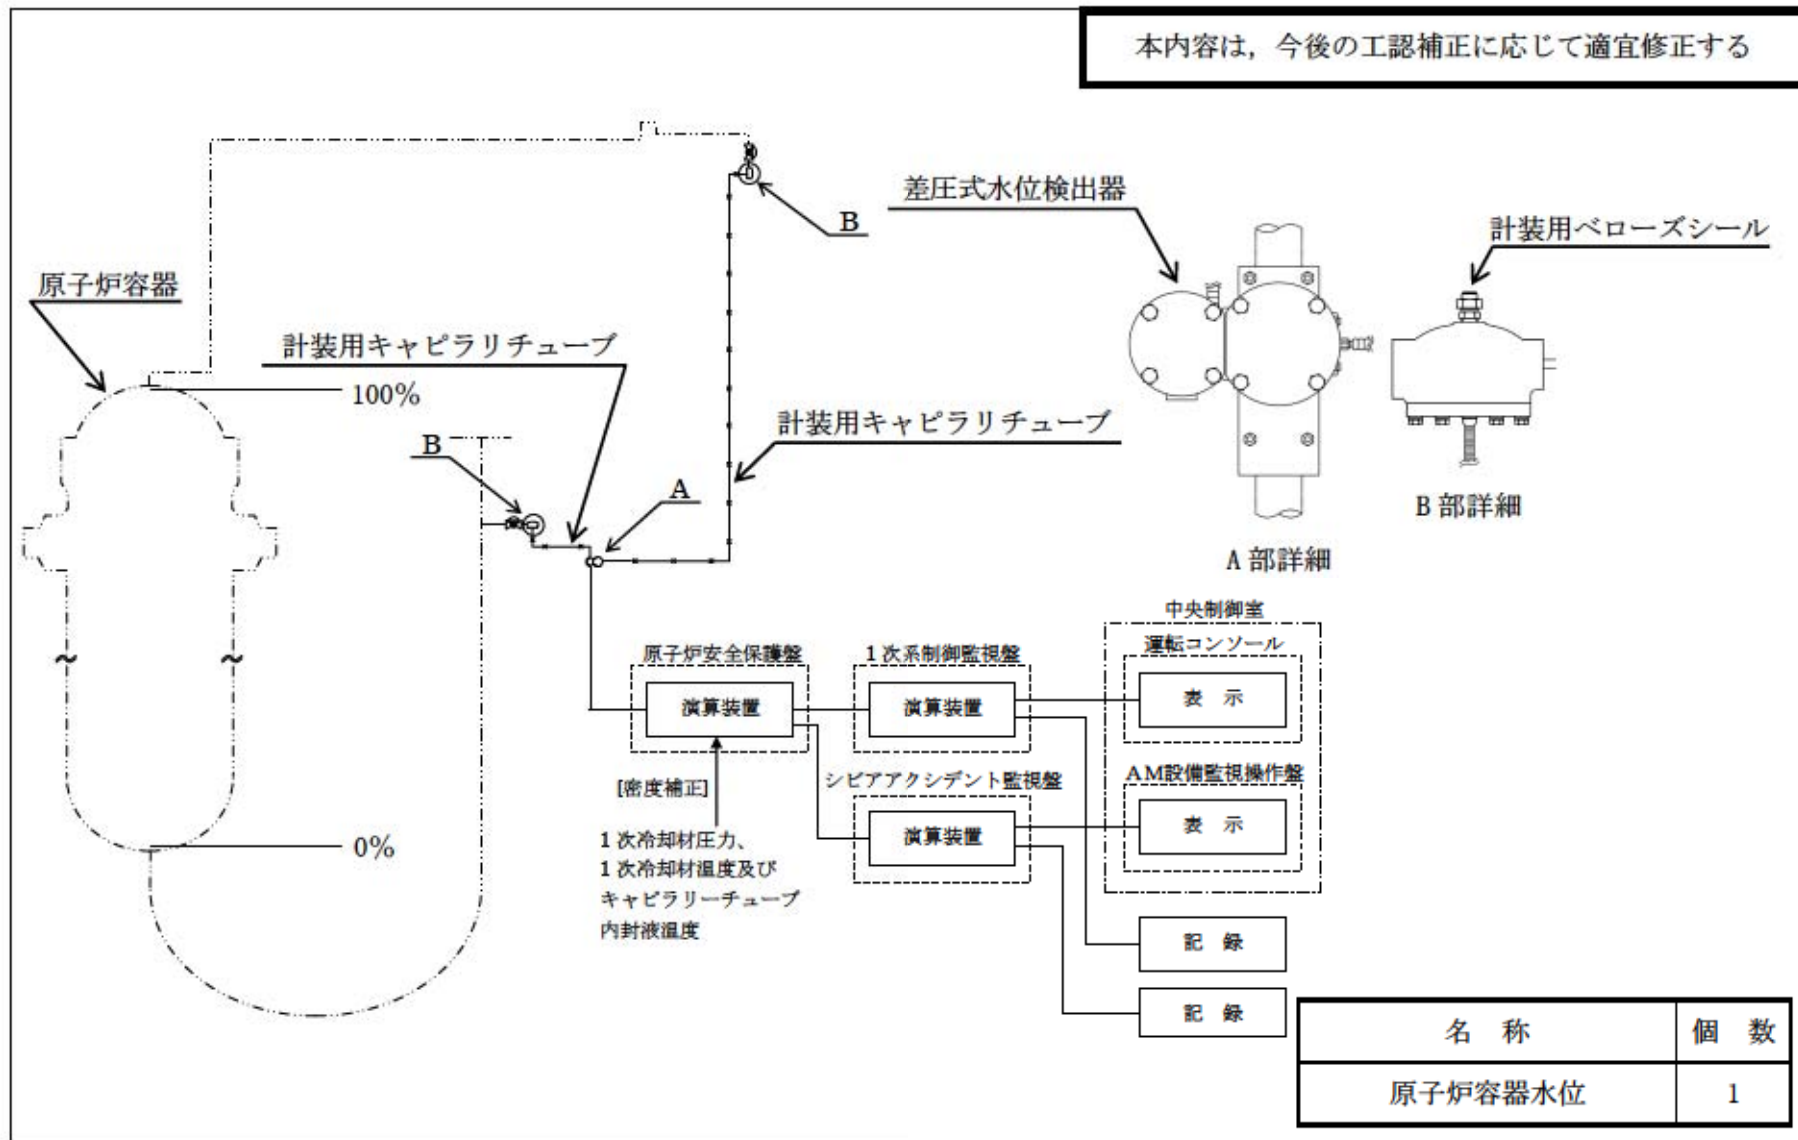 本内容は，今後の工認補正に応じて適宜修正する
差圧式水位検出器
B
計装用ベローズシール
原子炉容器
計装用キャピラリチューブ
100%
計装用キャピラリチューブ
B
A
B部詳細
A部詳細
中央制御室
原子炉安全保護盤
1次系制御監視盤
運転コンソール
演算装置
演算装置
表　示
[密度補正]
シビアアクシデント監視盤
AM設備監視操作盤
演算装置
表　示
0%
1次冷却材圧力、
1次冷却材温度及び
キャピラリーチューブ
内封液温度
記　録
記　録
名　称　個　数
原子炉容器水位　1